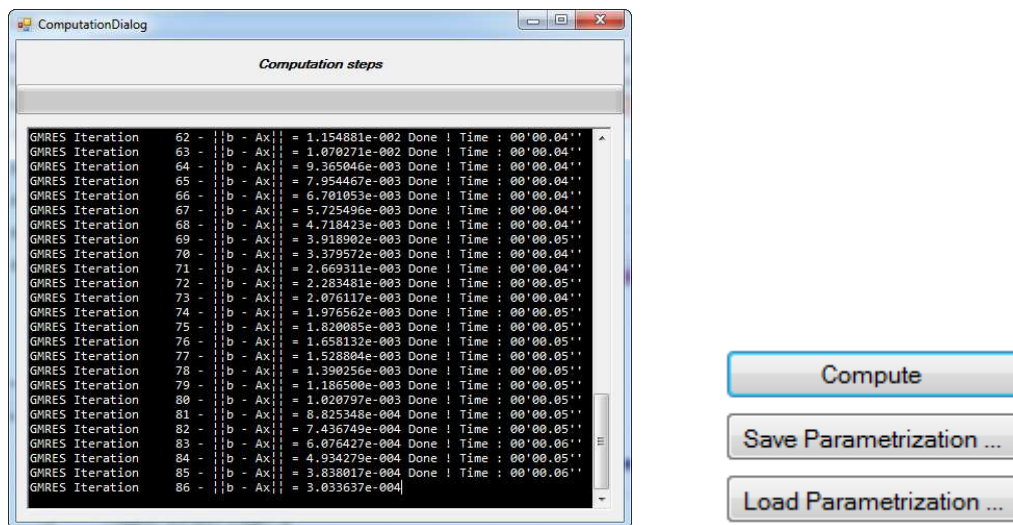 ComputationDialog
Computation steps
GMRES Iteration 62 - ||b - Ax|| = 1.154881e-002 Done ! Time : 00'00.04''
GMRES Iteration 63 - ||b - Ax|| = 1.070271e-002 Done ! Time : 00'00.04''
GMRES Iteration 64 - ||b - Ax|| = 9.365046e-003 Done ! Time : 00'00.04''
GMRES Iteration 65 - ||b - Ax|| = 7.954467e-003 Done ! Time : 00'00.04''
GMRES Iteration 66 - ||b - Ax|| = 6.701053e-003 Done ! Time : 00'00.04''
GMRES Iteration 67 - ||b - Ax|| = 5.725496e-003 Done ! Time : 00'00.04''
GMRES Iteration 68 - ||b - Ax|| = 4.718423e-003 Done ! Time : 00'00.04''
GMRES Iteration 69 - ||b - Ax|| = 3.918902e-003 Done ! Time : 00'00.05''
GMRES Iteration 70 - ||b - Ax|| = 3.379572e-003 Done ! Time : 00'00.04''
GMRES Iteration 71 - ||b - Ax|| = 2.669311e-003 Done ! Time : 00'00.04''
GMRES Iteration 72 - ||b - Ax|| = 2.283481e-003 Done ! Time : 00'00.05''
GMRES Iteration 73 - ||b - Ax|| = 2.076117e-003 Done ! Time : 00'00.04''
GMRES Iteration 74 - ||b - Ax|| = 1.976562e-003 Done ! Time : 00'00.05''
GMRES Iteration 75 - ||b - Ax|| = 1.820085e-003 Done ! Time : 00'00.05''
GMRES Iteration 76 - ||b - Ax|| = 1.658132e-003 Done ! Time : 00'00.05''
GMRES Iteration 77 - ||b - Ax|| = 1.528804e-003 Done ! Time : 00'00.05''
GMRES Iteration 78 - ||b - Ax|| = 1.390256e-003 Done ! Time : 00'00.05''
GMRES Iteration 79 - ||b - Ax|| = 1.186500e-003 Done ! Time : 00'00.05''
GMRES Iteration 80 - ||b - Ax|| = 1.020797e-003 Done ! Time : 00'00.05''
GMRES Iteration 81 - ||b - Ax|| = 8.825348e-004 Done ! Time : 00'00.05''
GMRES Iteration 82 - ||b - Ax|| = 7.436749e-004 Done ! Time : 00'00.05''
GMRES Iteration 83 - ||b - Ax|| = 6.076427e-004 Done ! Time : 00'00.06''
GMRES Iteration 84 - ||b - Ax|| = 4.934279e-004 Done ! Time : 00'00.05''
GMRES Iteration 85 - ||b - Ax|| = 3.838017e-004 Done ! Time : 00'00.06''
GMRES Iteration 86 - ||b - Ax|| = 3.033637e-004
Compute
Save Parametrization ...
Load Parametrization ...